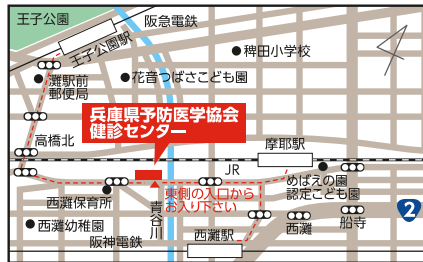 王子公園
阪急電鉄
王子公園駅
稗田小学校
灘駅前
郵便局
花音つばさこども園
兵庫県予防医学協会
健診センター
高橋北
摩耶駅
JR
東側の入口から
お入り下さい
めばえの園
認定こども園
西灘保育所
青谷川
西灘幼稚園
阪神電鉄
西灘駅
西灘
船寺
2